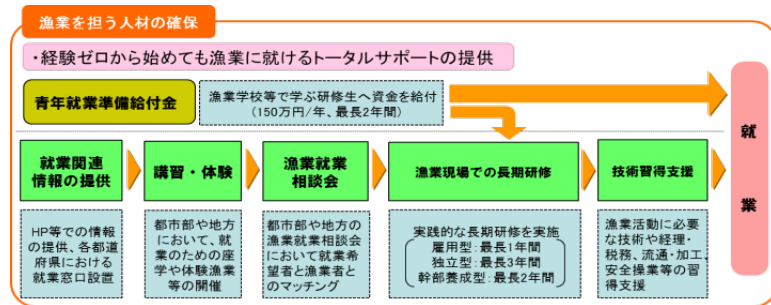 漁業を担う人材の確保
・経験ゼロから始めても漁業に就けるトータルサポートの提供
青年就業準備給付金
漁業学校等で学ぶ研修生へ資金を給付
(150万円/年、最長2年間)
就業関連
情報の提供
講習・体験
漁業就業
相談会
漁業現場での長期研修
技術習得支援
就
業
HP等での情報
の提供、各都道
府県における
就業窓口設置
都市部や地方
において、就
業のための座
学や体験漁業
等の開催
都市部や地方の
漁業就業相談会
において就業希
望者と漁業者と
のマッチング
実践的な長期研修を実施
雇用型:最長1年間
独立型:最長3年間
幹部養成型:最長2年間
漁業活動に必要
な技術や経理・
税務、流通・加工、
安全操業等の習
得支援